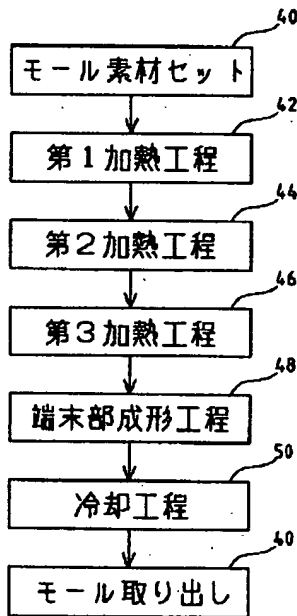 40
モール素材セット
42
第1加熱工程
44
第2加熱工程
46
第3加熱工程
48
端末部成形工程
50
冷却工程
40
モール取り出し